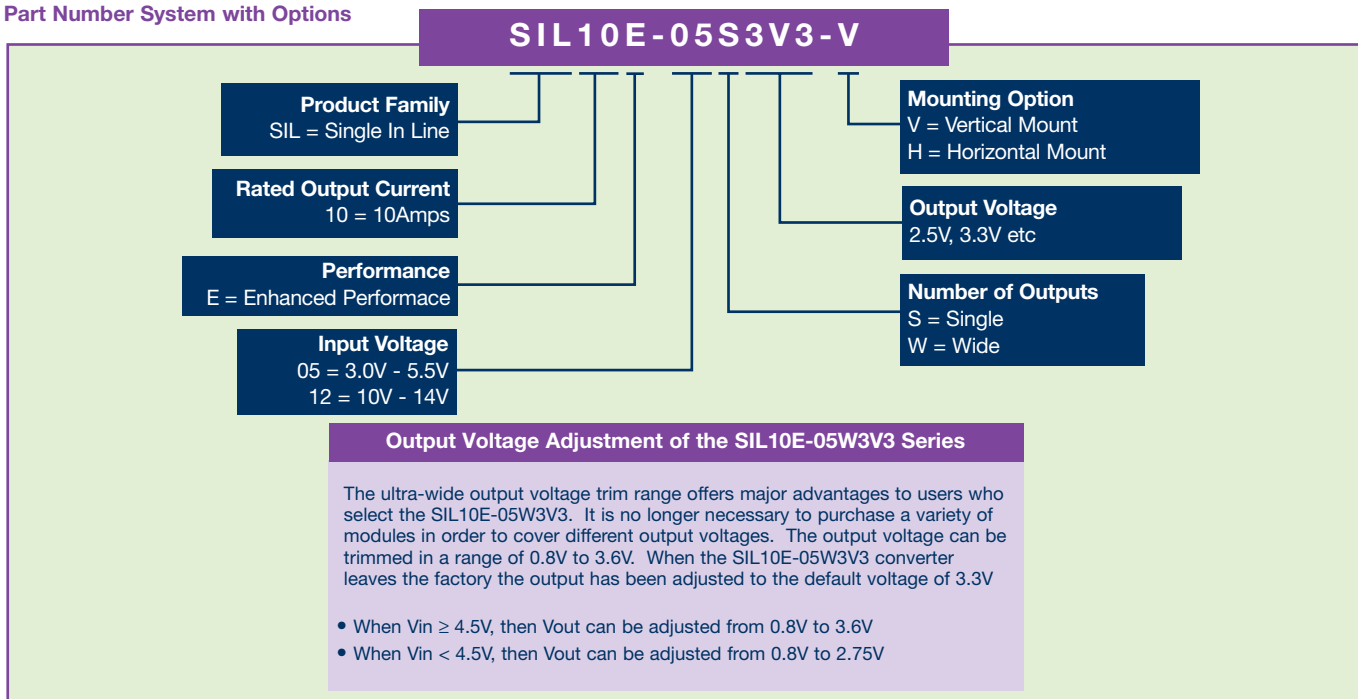 Part Number System with Options
SIL10E-05S3V3-V
Product Family
SIL = Single In Line
Rated Output Current
10 = 10Amps
Performance
E = Enhanced Performace
Input Voltage
05 = 3.0V - 5.5V
12 = 10V - 14V
Mounting Option
V = Vertical Mount
H = Horizontal Mount
Output Voltage
2.5V, 3.3V etc
Number of Outputs
S = Single
W = Wide
Output Voltage Adjustment of the SIL10E-05W3V3 Series
The ultra-wide output voltage trim range offers major advantages to users who
select the SIL10E-05W3V3. It is no longer necessary to purchase a variety of
modules in order to cover different output voltages. The output voltage can be
trimmed in a range of 0.8V to 3.6V. When the SIL10E-05W3V3 converter
leaves the factory the output has been adjusted to the default voltage of 3.3V
• When Vin ≥ 4.5V, then Vout can be adjusted from 0.8V to 3.6V
• When Vin < 4.5V, then Vout can be adjusted from 0.8V to 2.75V